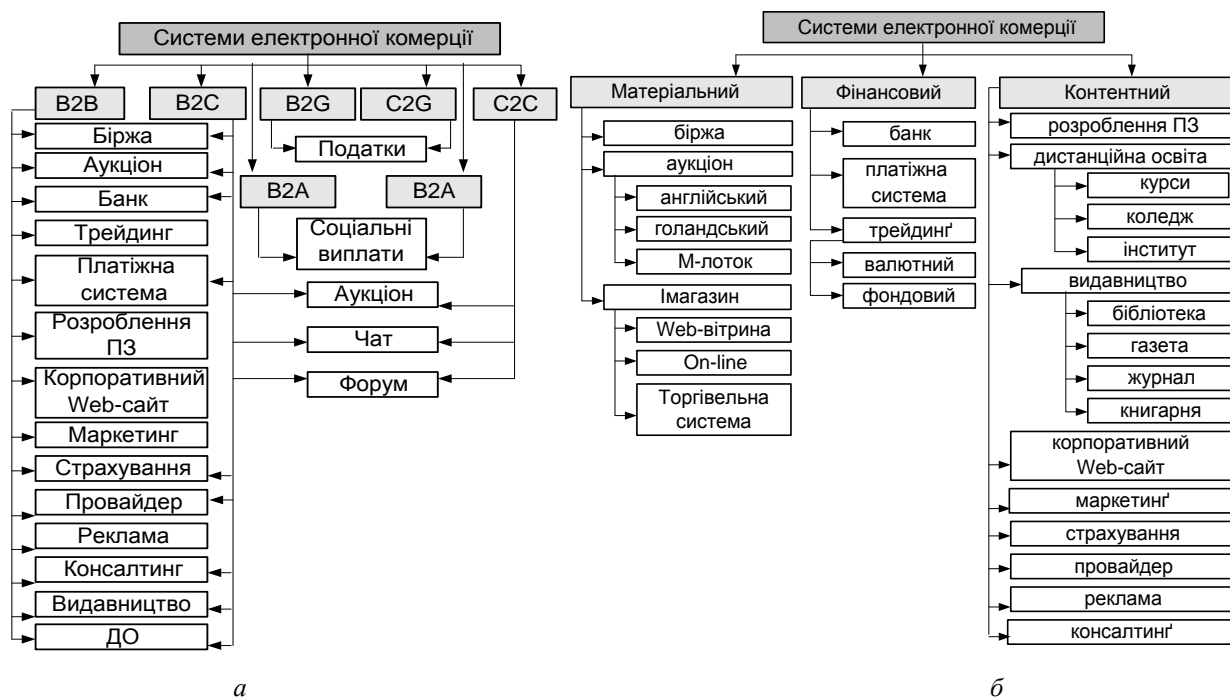 Системи електронної комерції
B2B
B2C
B2G
C2G
C2C
Біржа
Аукціон
Банк
Трейдинг
Платіжна
система
Розроблення
ПЗ
Корпоративний
Web-сайт
Маркетинг
Страхування
Провайдер
Реклама
Консалтинг
Видавництво
ДО
Податки
B2A
B2A
Соціальні
виплати
Аукціон
Чат
Форум
а
Системи електронної комерції
Матеріальний
Фінансовий
Контентний
біржа
аукціон
англійський
голандський
М-лоток
Імагазин
Web-вітрина
On-line
Торгівельна
система
банк
платіжна
система
трейдинґ
валютний
фондовий
розроблення ПЗ
дистанційна освіта
курси
коледж
інститут
видавництво
бібліотека
газета
журнал
книгарня
корпоративний
Web-сайт
маркетинґ
страхування
провайдер
реклама
консалтинґ
б